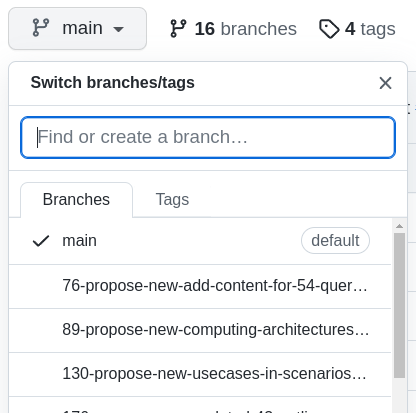 main 16 branches 4 tags
Switch branches/tags
Find or create a branch…
Branches Tags
main default
76-propose-new-add-content-for-54-quer…
89-propose-new-computing-architectures…
130-propose-new-usecases-in-scenarios…